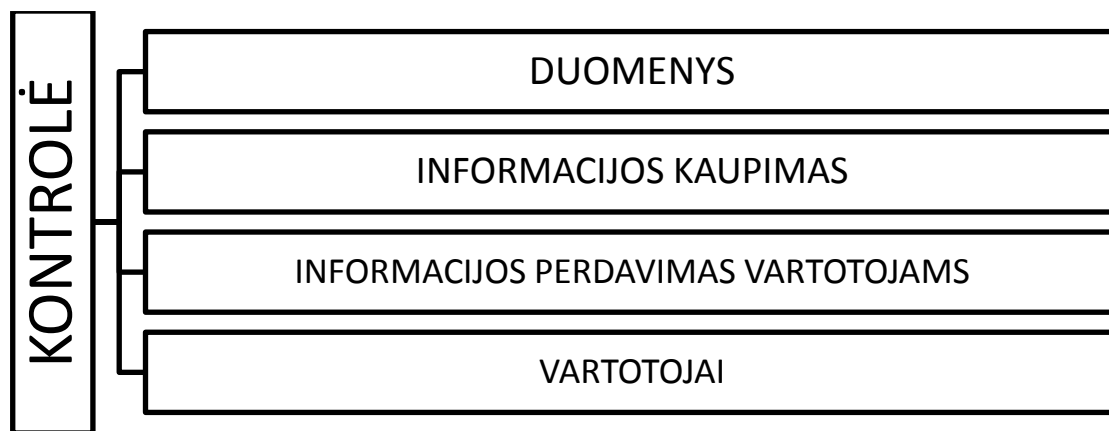 KONTROLĖ
DUOMENYS
INFORMACIJOS KAUPIMAS
INFORMACIJOS PERDAVIMAS VARTOTOJAMS
VARTOTOJAI